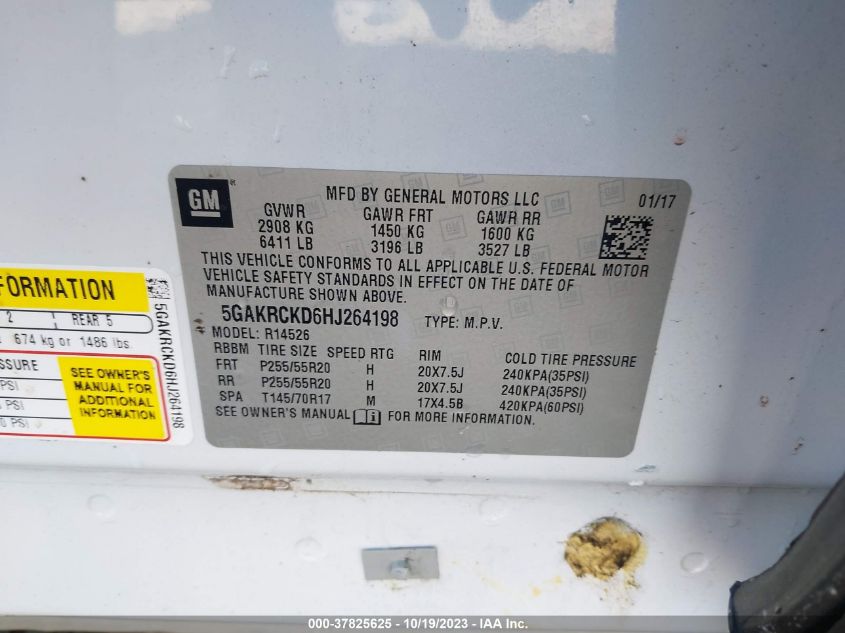 GM
MFD BY GENERAL MOTORS LLC
01/17
GVWR GAWR FRT GAWR RR
2908 KG 1450 KG 1600 KG
6411 LB 3196 LB 3527 LB
THIS VEHICLE CONFORMS TO ALL APPLICABLE U.S. FEDERAL MOTOR
VEHICLE SAFETY STANDARDS IN EFFECT ON THE DATE OF
MANUFACTURE SHOWN ABOVE.
5GAKRCKD6HJ264198 TYPE: M.P.V.
MODEL: R14526
RBBM TIRE SIZE SPEED RTG RIM COLD TIRE PRESSURE
FRT P255/55R20 H 20X7.5J 240KPA(35PSI)
RR P255/55R20 H 20X7.5J 240KPA(35PSI)
SPA T145/70R17 M 17X4.5B 420KPA(60PSI)
SEE OWNER'S MANUAL i FOR MORE INFORMATION.
FORMATION
2 REAR 5
674 kg or 1486 lbs.
SSURE
PSI
PSI
0 PSI
SEE OWNER'S
MANUAL FOR
ADDITIONAL
INFORMATION
5GAKRCKD6HJ264198
000-37825625 - 10/19/2023 - IAA Inc.